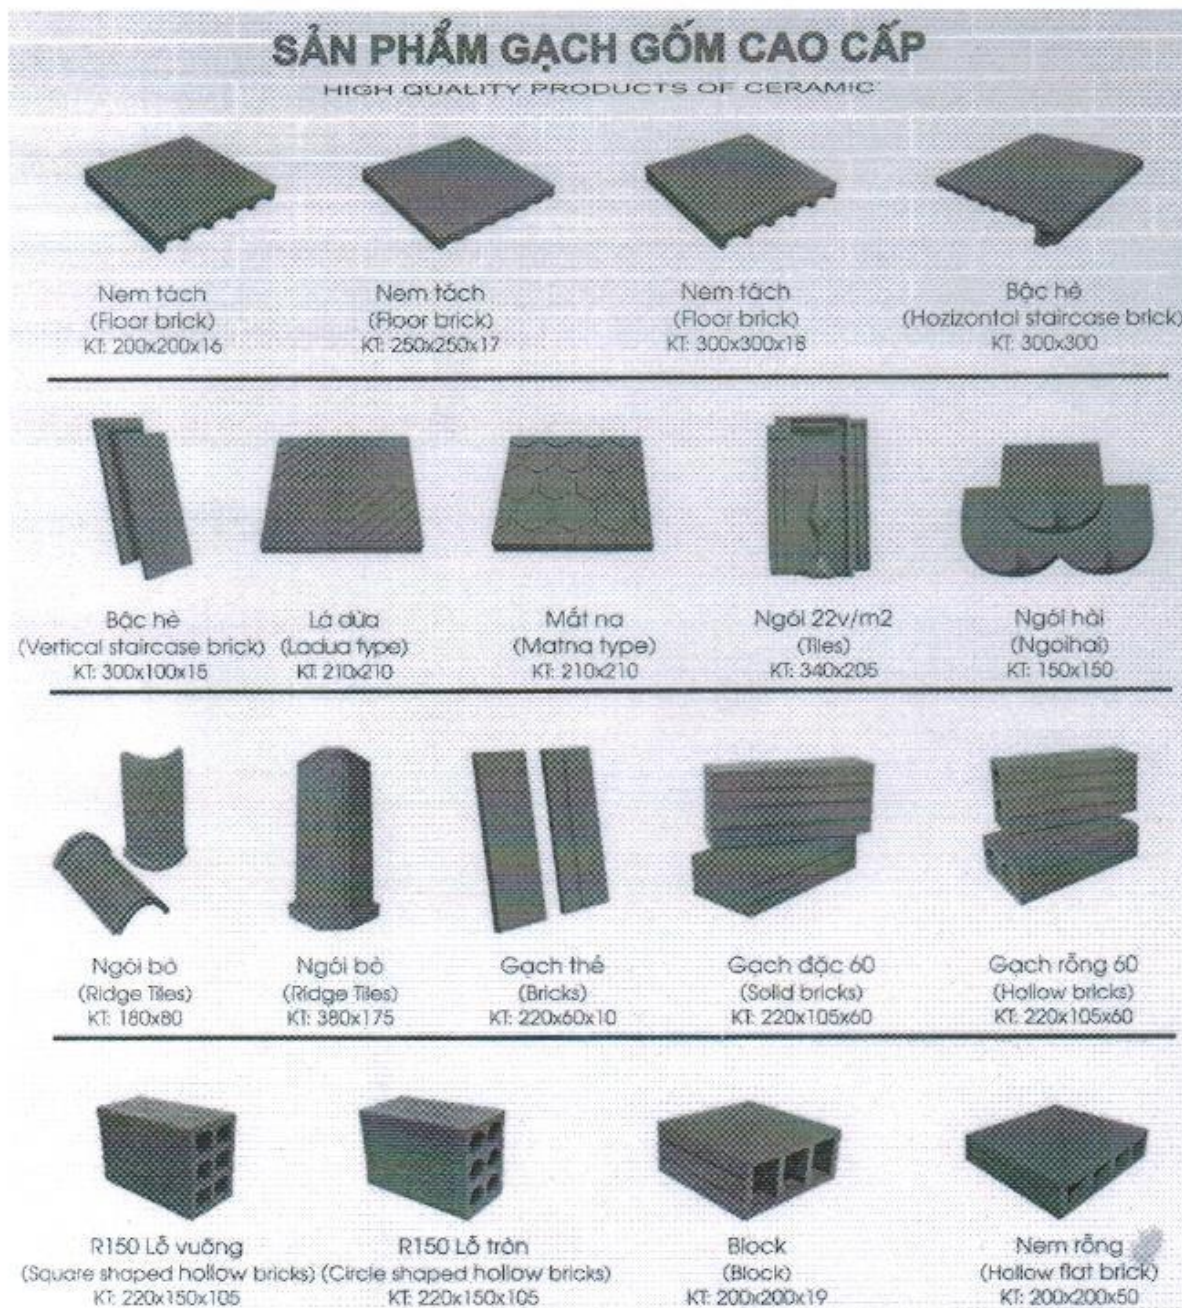 SẢN PHẨM GẠCH GỐM CAO CẤP
HIGH QUALITY PRODUCTS OF CERAMIC
Nem tách
(Floor brick)
KT: 200x200x16
Nem tách
(Floor brick)
KT: 250x250x17
Nem tách
(Floor brick)
KT: 300x300x18
Bậc hè
(Hozizontal staircase brick)
KT: 300x300
Bậc hè
(Vertical staircase brick)
KT: 300x100x15
Lá dừa
(Ladua type)
KT: 210x210
Mắt na
(Matna type)
KT: 210x210
Ngói 22v/m2
(Tiles)
KT: 340x205
Ngói hài
(Ngoihai)
KT: 150x150
Ngói bò
(Ridge Tiles)
KT: 180x80
Ngói bò
(Ridge Tiles)
KT: 380x175
Gạch thẻ
(Bricks)
KT: 220x60x10
Gạch đặc 60
(Solid bricks)
KT: 220x105x60
Gạch rỗng 60
(Hollow bricks)
KT: 220x105x60
R150 Lỗ vuông
(Square shaped hollow bricks)
KT: 220x150x105
R150 Lỗ tròn
(Circle shaped hollow bricks)
KT: 220x150x105
Block
(Block)
KT: 200x200x19
Nem rỗng
(Hollow flat brick)
KT: 200x200x50